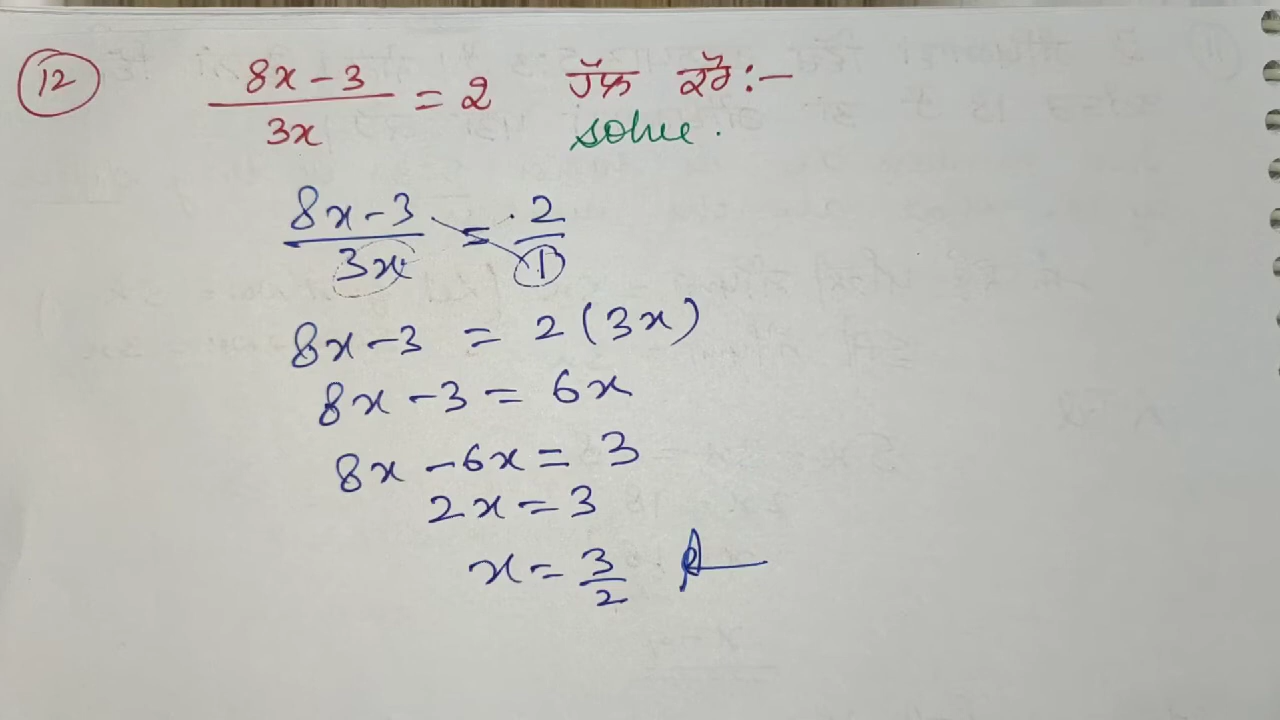 12 (8x-3)/3x = 2 ਹੱਲ ਕਰੋ:-
solve.
(8x-3)/3x = 2/1
8x-3 = 2(3x)
8x-3 = 6x
8x-6x = 3
2x = 3
x = 3/2